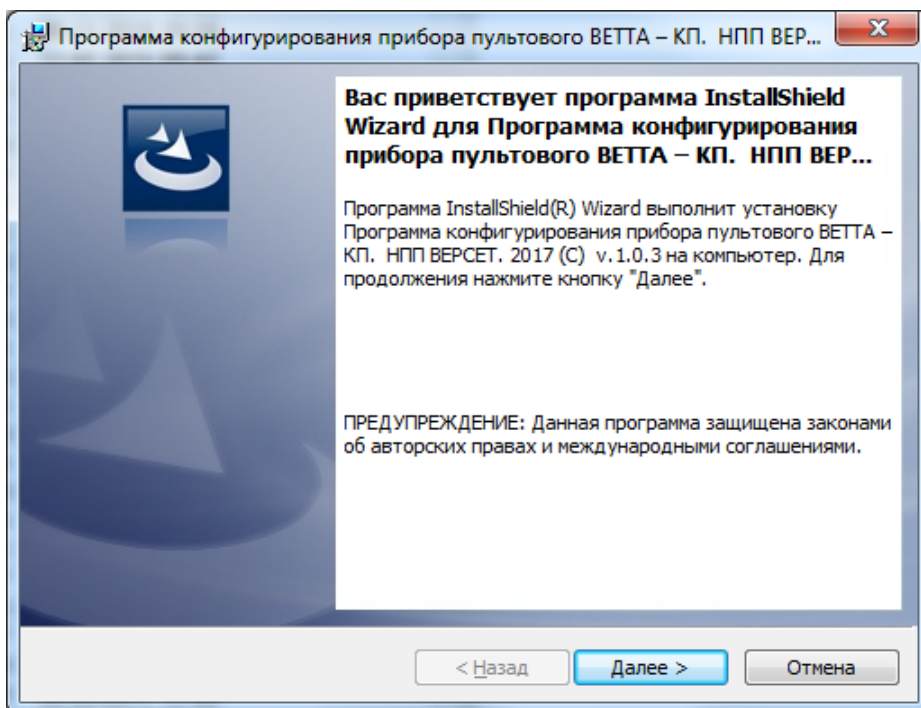 Программа конфигурирования прибора пультового ВЕТТА – КП.  НПП ВЕР...
X
Вас приветствует программа InstallShield
Wizard для Программа конфигурирования
прибора пультового ВЕТТА – КП.  НПП ВЕР...
Программа InstallShield(R) Wizard выполнит установку
Программа конфигурирования прибора пультового ВЕТТА –
КП.  НПП ВЕРСЕТ. 2017 (C)  v.1.0.3 на компьютер. Для
продолжения нажмите кнопку "Далее".
ПРЕДУПРЕЖДЕНИЕ: Данная программа защищена законами
об авторских правах и международными соглашениями.
< Назад
Далее >
Отмена